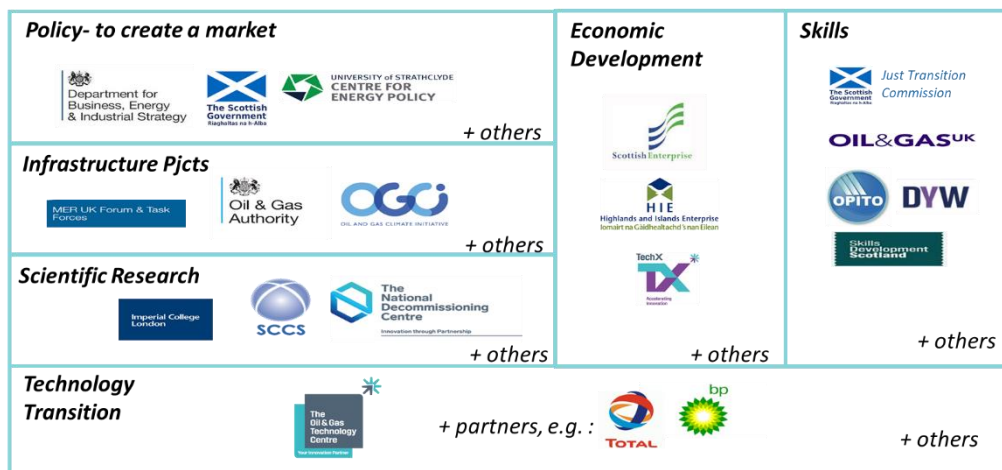 Policy- to create a market
Department for
Business, Energy
& Industrial Strategy
The Scottish
Government
Riaghaltas na h-Alba
UNIVERSITY of STRATHCLYDE
CENTRE FOR
ENERGY POLICY
+ others
Infrastructure Pjcts
MER UK Forum & Task
Forces
Oil & Gas
Authority
OGCI
OIL AND GAS CLIMATE INITIATIVE
+ others
Scientific Research
Imperial College
London
SCCS
The
National
Decommissioning
Centre
Innovation through Partnership
+ others
Economic
Development
Scottish Enterprise
HIE
Highlands and Islands Enterprise
Iomairt na Gàidhealtachd's nan Eilean
TechX
TX
Accelerating
Innovation
+ others
Skills
The Scottish
Government
Riaghaltas na h-Alba
Just Transition
Commission
OIL&GASUK
OPITO
DYW
Skills
Development
Scotland
+ others
Technology
Transition
The
Oil & Gas
Technology
Centre
Your Innovation Partner
+ partners, e.g. :
TOTAL
bp
+ others